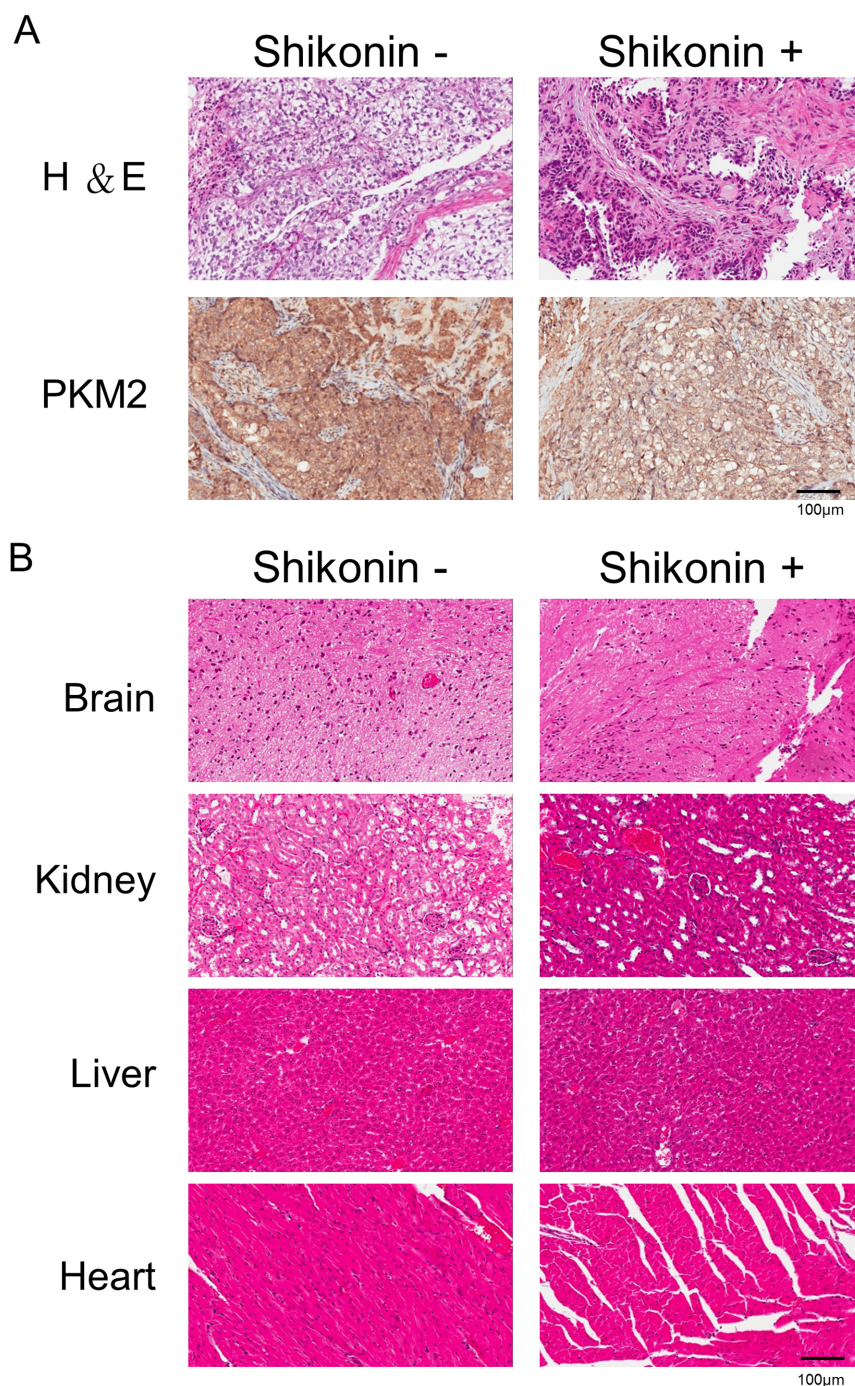 A
Shikonin - Shikonin +
H & E
PKM2
100μm
B
Shikonin - Shikonin +
Brain
Kidney
Liver
Heart
100μm